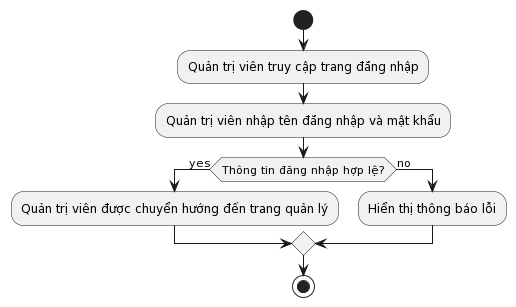 Quản trị viên truy cập trang đăng nhập
Quản trị viên nhập tên đăng nhập và mật khẩu
yes
Thông tin đăng nhập hợp lệ?
no
Quản trị viên được chuyển hướng đến trang quản lý
Hiển thị thông báo lỗi